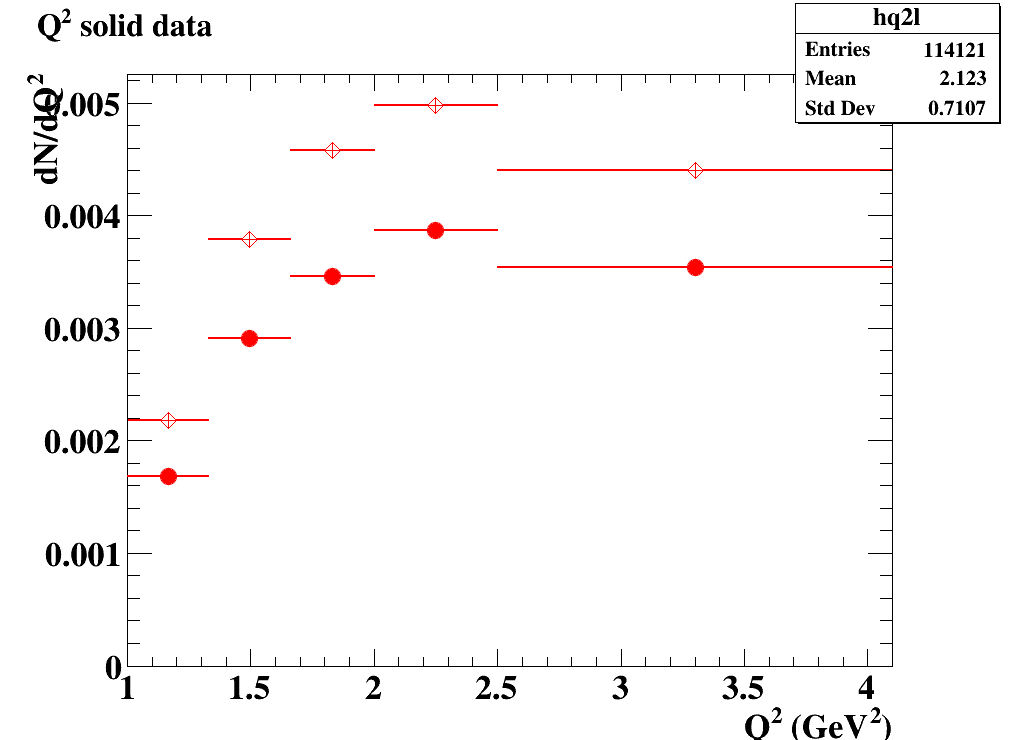 Q² solid data
hq2l
Entries 114121
Mean 2.123
Std Dev 0.7107
dN/dQ²
0.005
0.004
0.003
0.002
0.001
0
1 1.5 2 2.5 3 3.5 4
Q² (GeV²)